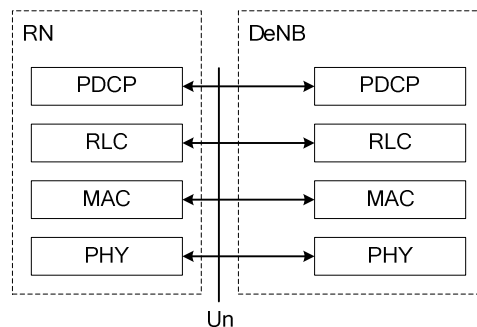 RN DeNB
PDCP PDCP
RLC RLC
MAC MAC
PHY PHY
Un